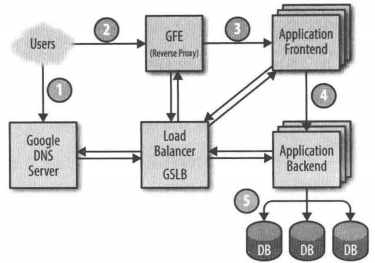 Users
2
GFE
(Reverse Proxy)
3
Application
Frontend
1
4
Google
DNS
Server
Load
Balancer
GSLB
Application
Backend
5
DB
DB
DB